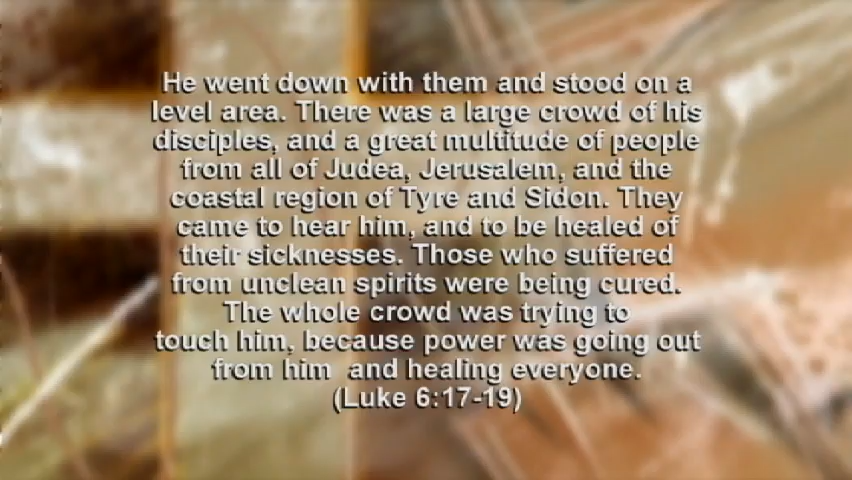 He went down with them and stood on a
level area. There was a large crowd of his
disciples, and a great multitude of people
from all of Judea, Jerusalem, and the
coastal region of Tyre and Sidon. They
came to hear him, and to be healed of
their sicknesses. Those who suffered
from unclean spirits were being cured.
The whole crowd was trying to
touch him, because power was going out
from him  and healing everyone.
(Luke 6:17-19)